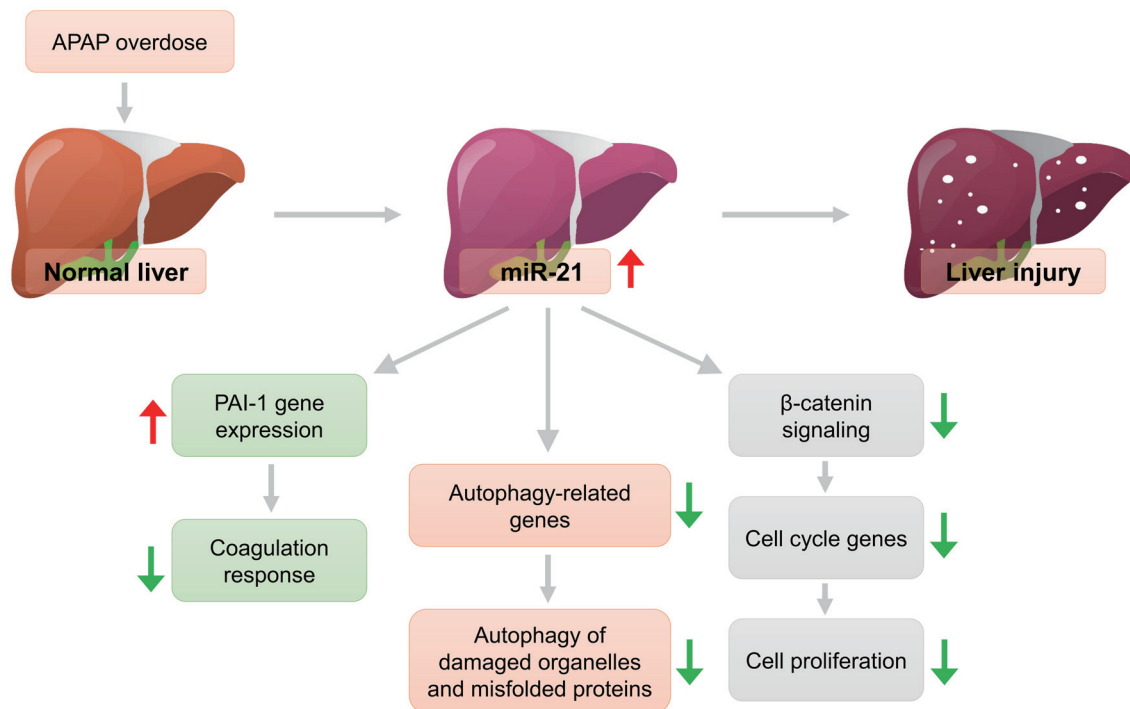 APAP overdose
Normal liver
miR-21
Liver injury
PAI-1 gene
expression
Coagulation
response
Autophagy-related
genes
Autophagy of
damaged organelles
and misfolded proteins
β-catenin
signaling
Cell cycle genes
Cell proliferation